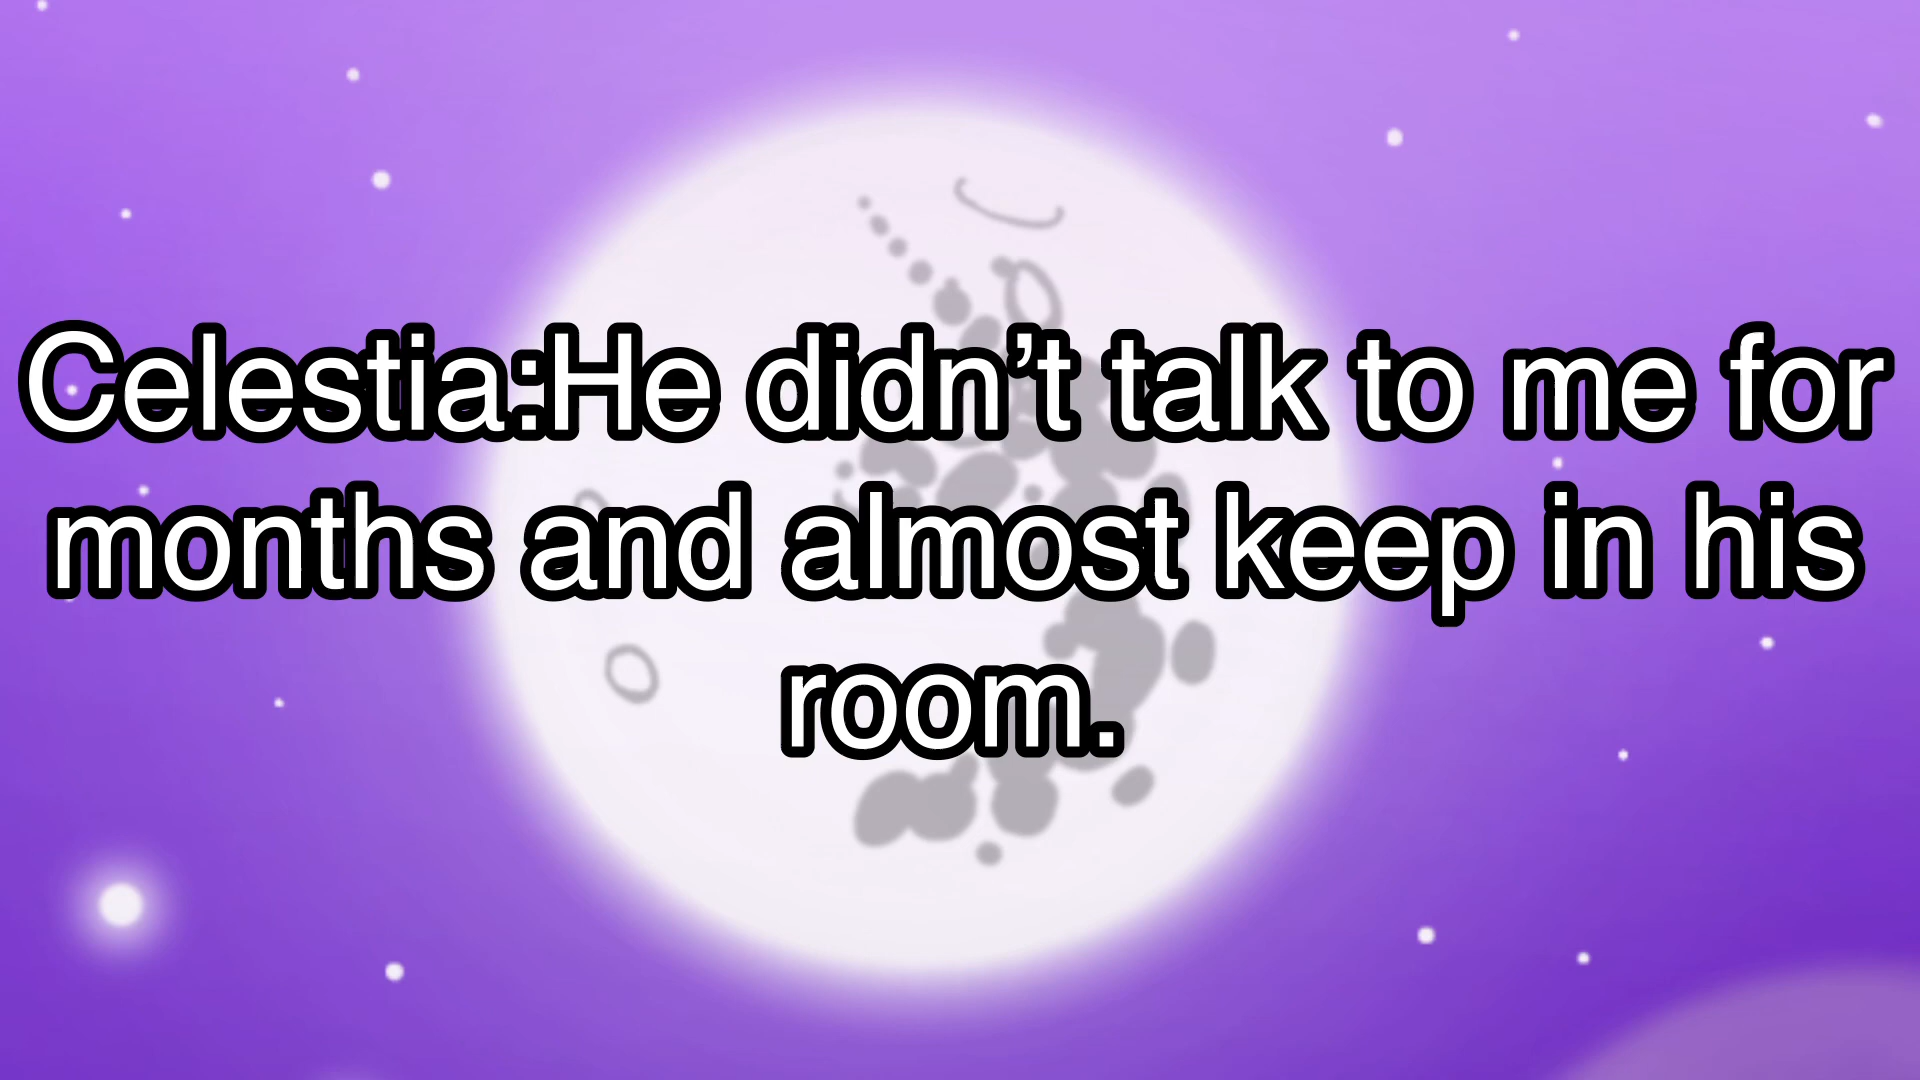 Celestia:He didn’t talk to me for
months and almost keep in his
room.